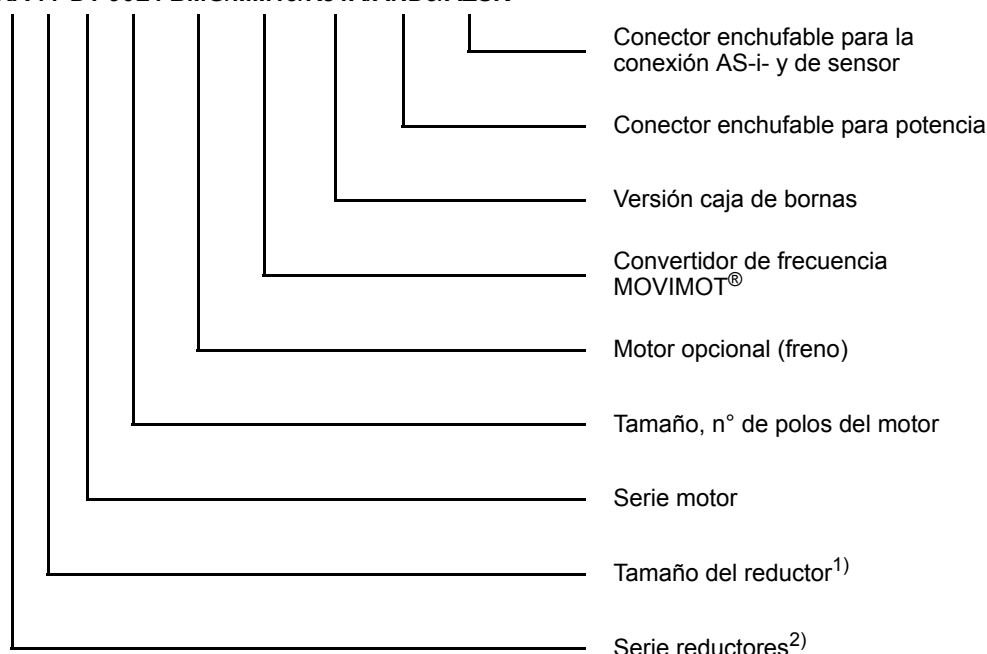 Conector enchufable para la
conexión AS-i- y de sensor
Conector enchufable para potencia
Versión caja de bornas
Convertidor de frecuencia
MOVIMOT®
Motor opcional (freno)
Tamaño, n° de polos del motor
Serie motor
Tamaño del reductor1)
Serie reductores2)